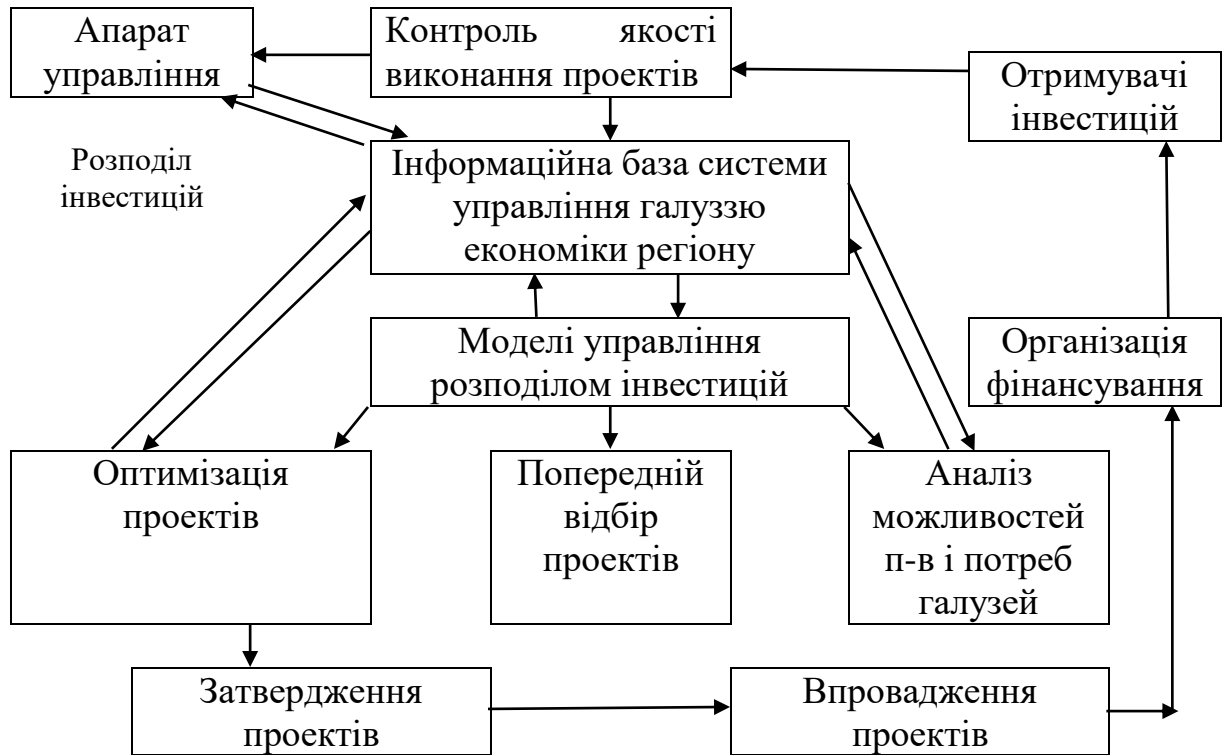 Апарат
управління
Контроль якості
виконання проектів
Отримувачі
інвестицій
Розподіл
інвестицій
Інформаційна база системи
управління галуззю
економіки регіону
Моделі управління
розподілом інвестицій
Організація
фінансування
Оптимізація
проектів
Попередній
відбір
проектів
Аналіз
можливостей
п-в і потреб
галузей
Затвердження
проектів
Впровадження
проектів